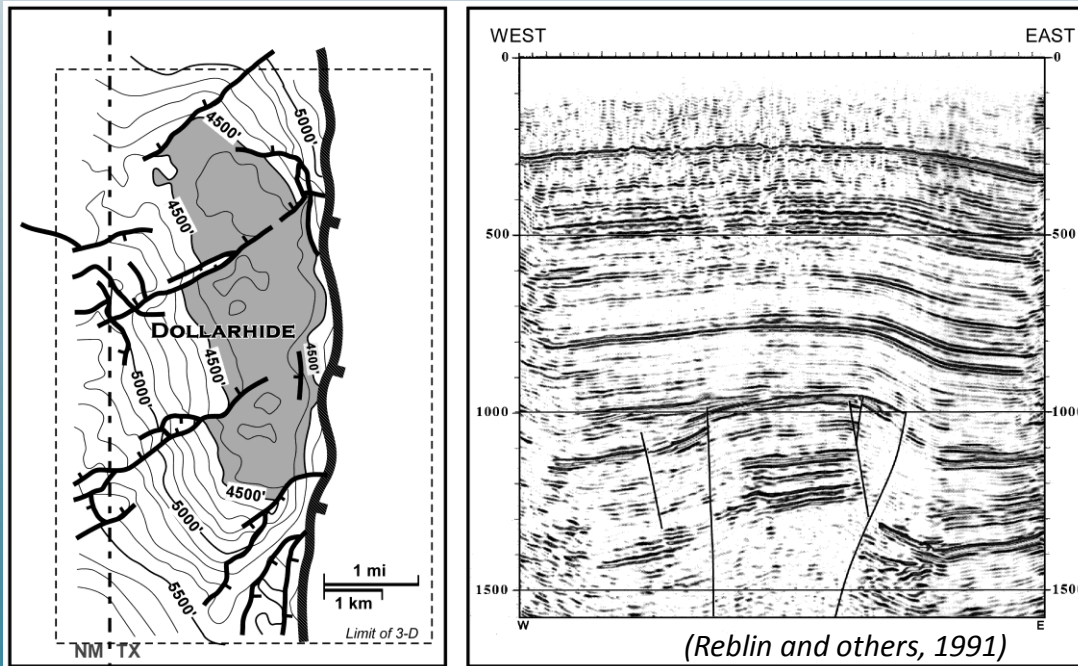 5000'
4500'
4500'
DOLLARHIDE
4500'
4500'
5000'
4500'
5000'
5500'
1 mi
1 km
Limit of 3-D
NM TX
WEST EAST
0 0
500 500
1000 1000
1500 1500
W E
(Reblin and others, 1991)